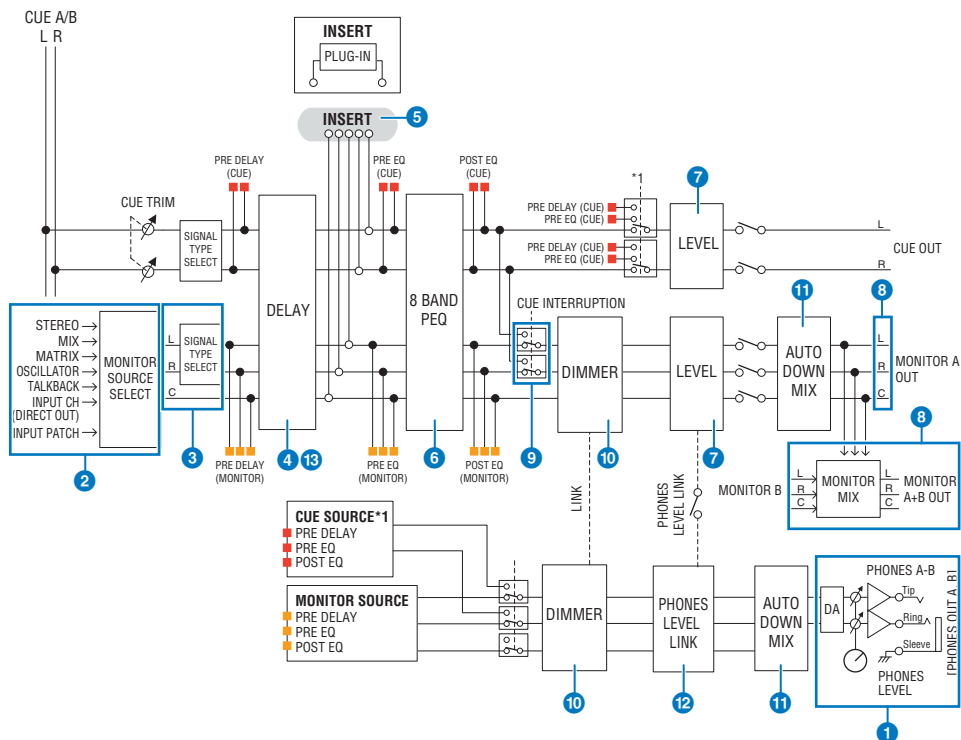 CUE A/B
L R
INSERT
PLUG-IN
INSERT
5
PRE DELAY
(CUE)
PRE EQ
(CUE)
POST EQ
(CUE)
*1
7
CUE TRIM
SIGNAL
TYPE
SELECT
PRE DELAY (CUE)
PRE EQ (CUE)
PRE DELAY (CUE)
PRE EQ (CUE)
LEVEL
L
R
CUE OUT
DELAY
8 BAND
PEQ
CUE INTERRUPTION
11
8
STEREO
MIX
MATRIX
OSCILLATOR
TALKBACK
INPUT CH
(DIRECT OUT)
INPUT PATCH
MONITOR
SOURCE
SELECT
L
R
C
SIGNAL
TYPE
SELECT
DIMMER
LEVEL
AUTO
DOWN
MIX
L
R
C
MONITOR A
OUT
2
3
PRE DELAY
(MONITOR)
4
13
PRE EQ
(MONITOR)
6
POST EQ
(MONITOR)
9
10
7
8
MONITOR B
L
R
C
MONITOR
MIX
L
R
C
MONITOR
A+B OUT
LINK
PHONES
LEVEL LINK
CUE SOURCE*1
PRE DELAY
PRE EQ
POST EQ
MONITOR SOURCE
PRE DELAY
PRE EQ
POST EQ
DIMMER
PHONES
LEVEL
LINK
AUTO
DOWN
MIX
PHONES A-B
DA
Tip
Ring
Sleeve
PHONES
LEVEL
[PHONES OUT A, B]
10
12
11
1